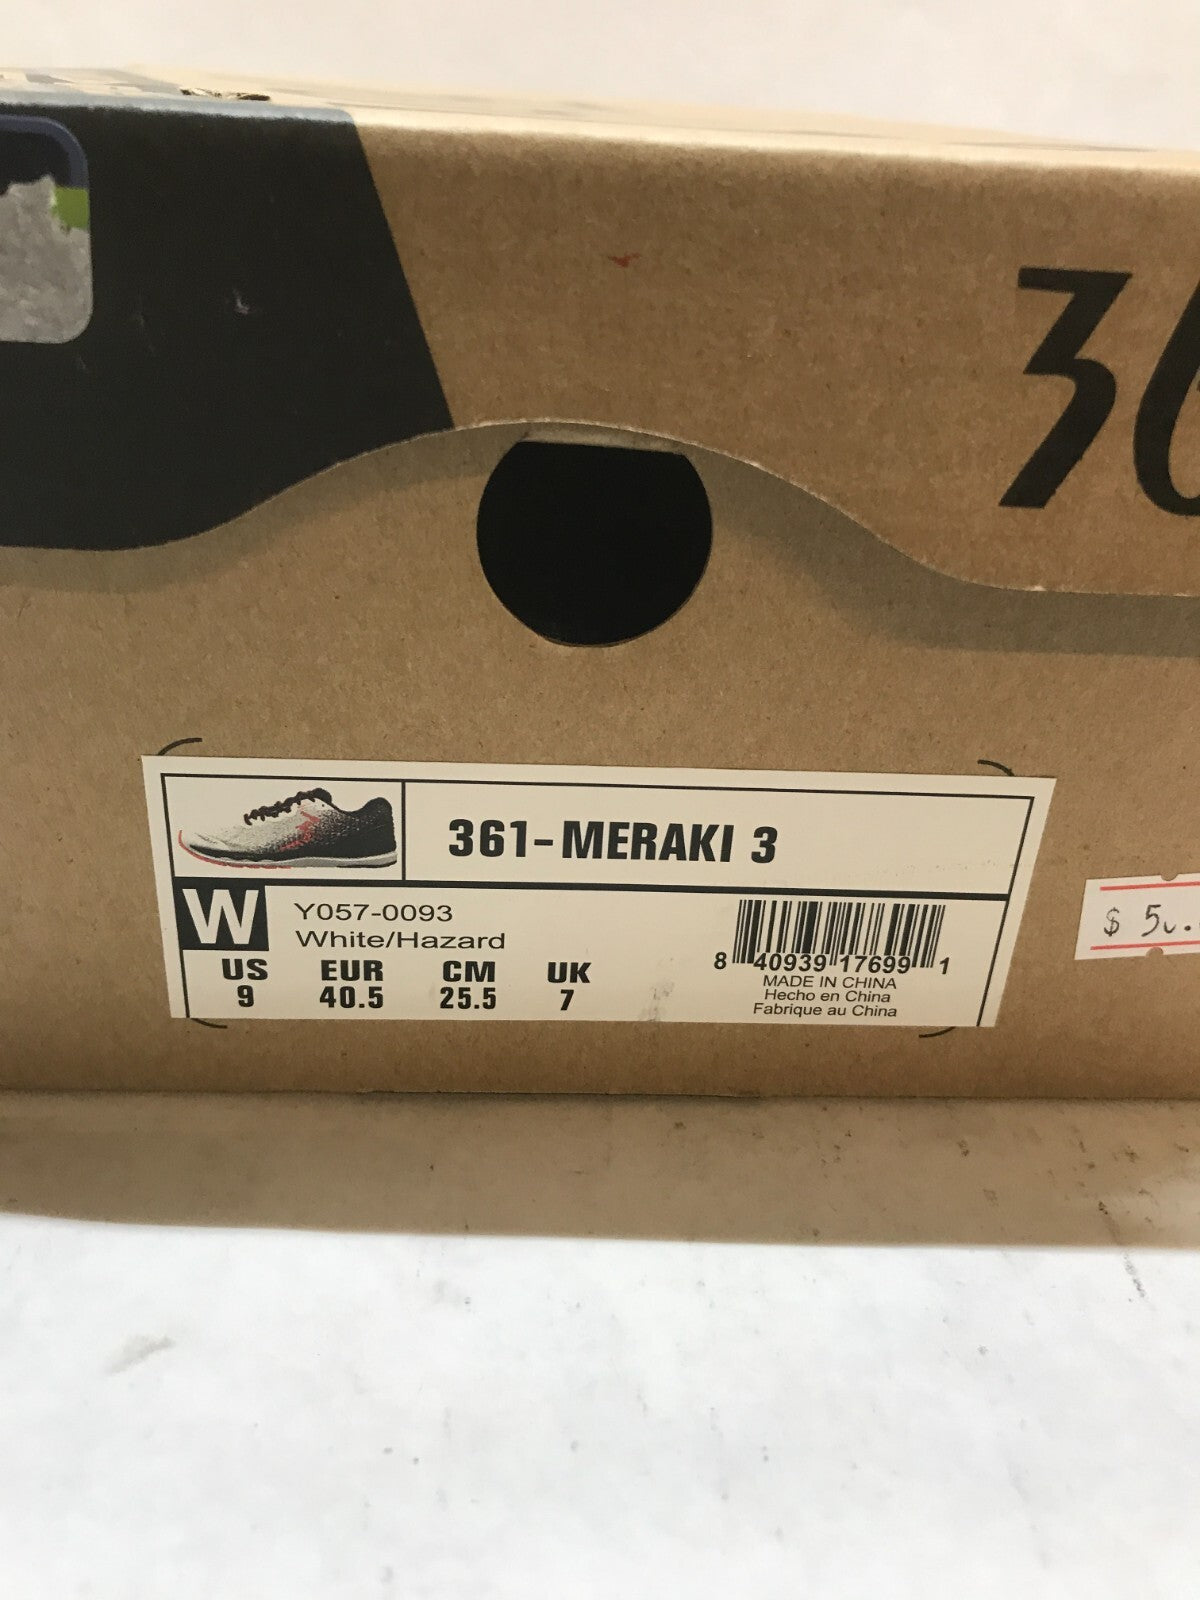 36
361-MERAKI 3
W
Y057-0093
White/Hazard
US EUR CM UK
9 40.5 25.5 7
8 40939 17699 1
MADE IN CHINA
Hecho en China
Fabrique au China
$ 50.